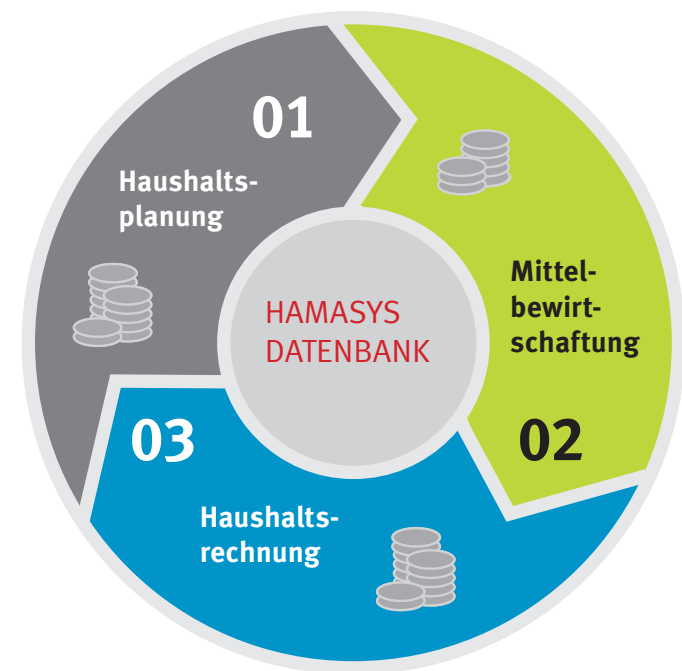 01
Haushalts-
planung
Mittel-
bewirt-
schaftung
02
03
Haushalts-
rechnung
HAMASYS
DATENBANK